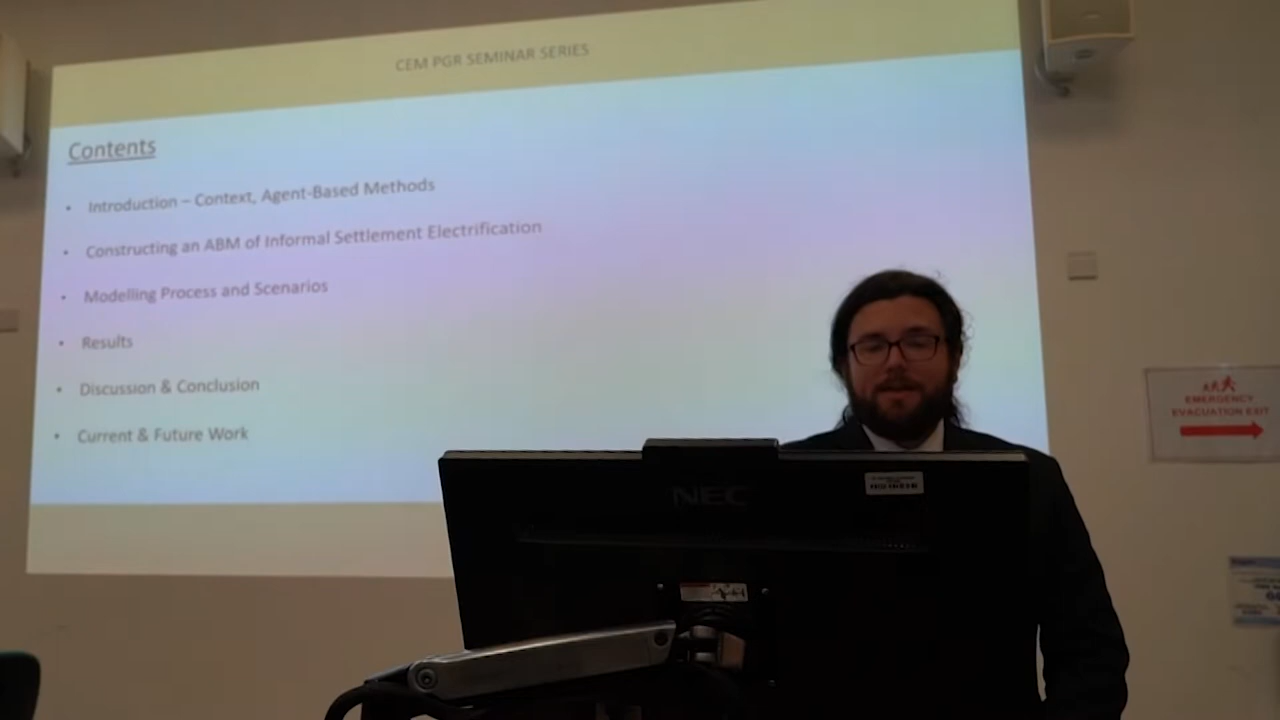 CEM PGR SEMINAR SERIES
Contents
• Introduction – Context, Agent-Based Methods
• Constructing an ABM of Informal Settlement Electrification
• Modelling Process and Scenarios
• Results
• Discussion & Conclusion
• Current & Future Work
NEC
EMERGENCY
EVACUATION EXIT